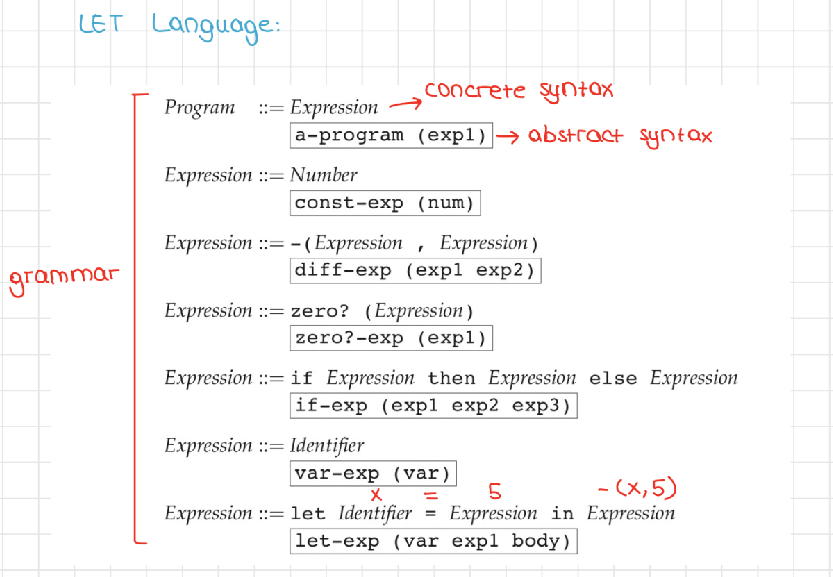 LET Language:
Program ::= Expression → concrete syntax
a-program (exp1) → abstract syntax
Expression ::= Number
const-exp (num)
Expression ::= -(Expression , Expression)
diff-exp (exp1 exp2)
grammar
Expression ::= zero? (Expression)
zero?-exp (exp1)
Expression ::= if Expression then Expression else Expression
if-exp (exp1 exp2 exp3)
Expression ::= Identifier
var-exp (var)
x = 5 -(x,5)
Expression ::= let Identifier = Expression in Expression
let-exp (var exp1 body)